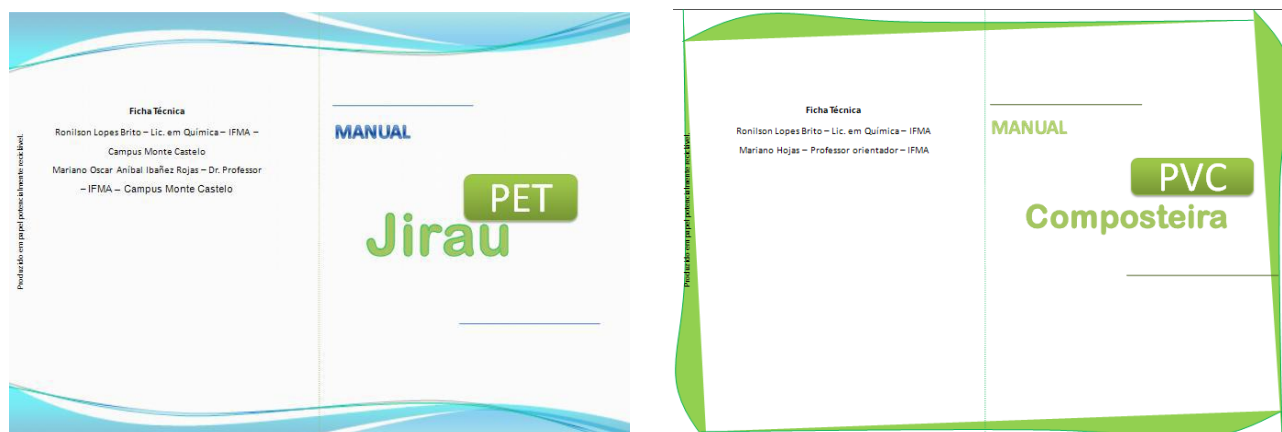 Produzido em papel potencialmente reciclável.
Ficha Técnica
Ronilson Lopes Brito – Lic. em Química – IFMA –
Campus Monte Castelo
Mariano Oscar Aníbal Ibañez Rojas – Dr. Professor
– IFMA – Campus Monte Castelo
MANUAL
PET
Jirau
Produzido em papel potencialmente reciclável.
Ficha Técnica
Ronilson Lopes Brito – Lic. em Química – IFMA
Mariano Hojas – Professor orientador – IFMA
MANUAL
PVC
Composteira